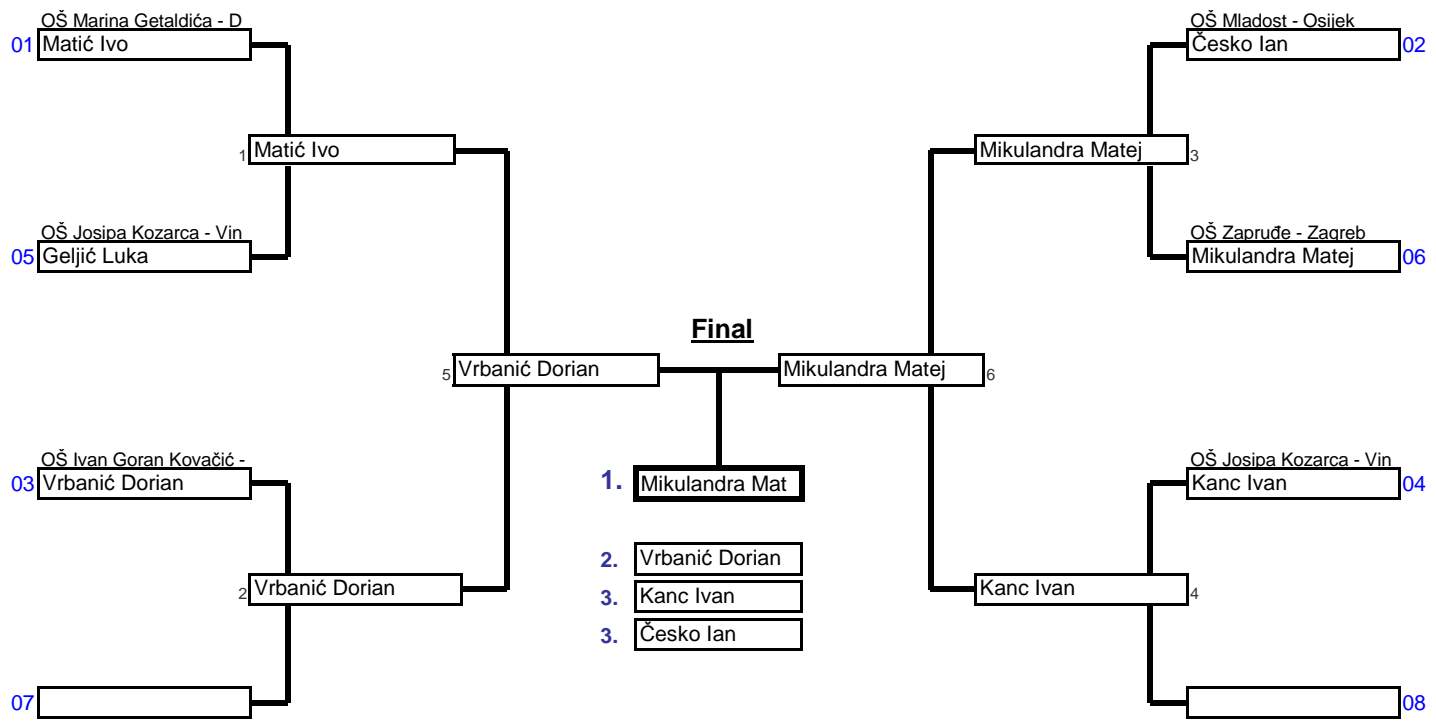 OŠ Marina Getaldića - D
01 Matić Ivo
1 Matić Ivo
OŠ Josipa Kozarca - Vin
05 Geljić Luka
5 Vrbanić Dorian
OŠ Ivan Goran Kovačić -
03 Vrbanić Dorian
2 Vrbanić Dorian
07
Final
1. Mikulandra Mat
2. Vrbanić Dorian
3. Kanc Ivan
3. Česko Ian
OŠ Mladost - Osijek
Česko Ian 02
Mikulandra Matej 3
OŠ Zapruđe - Zagreb
Mikulandra Matej 06
Mikulandra Matej 6
OŠ Josipa Kozarca - Vin
Kanc Ivan 04
Kanc Ivan 4
08